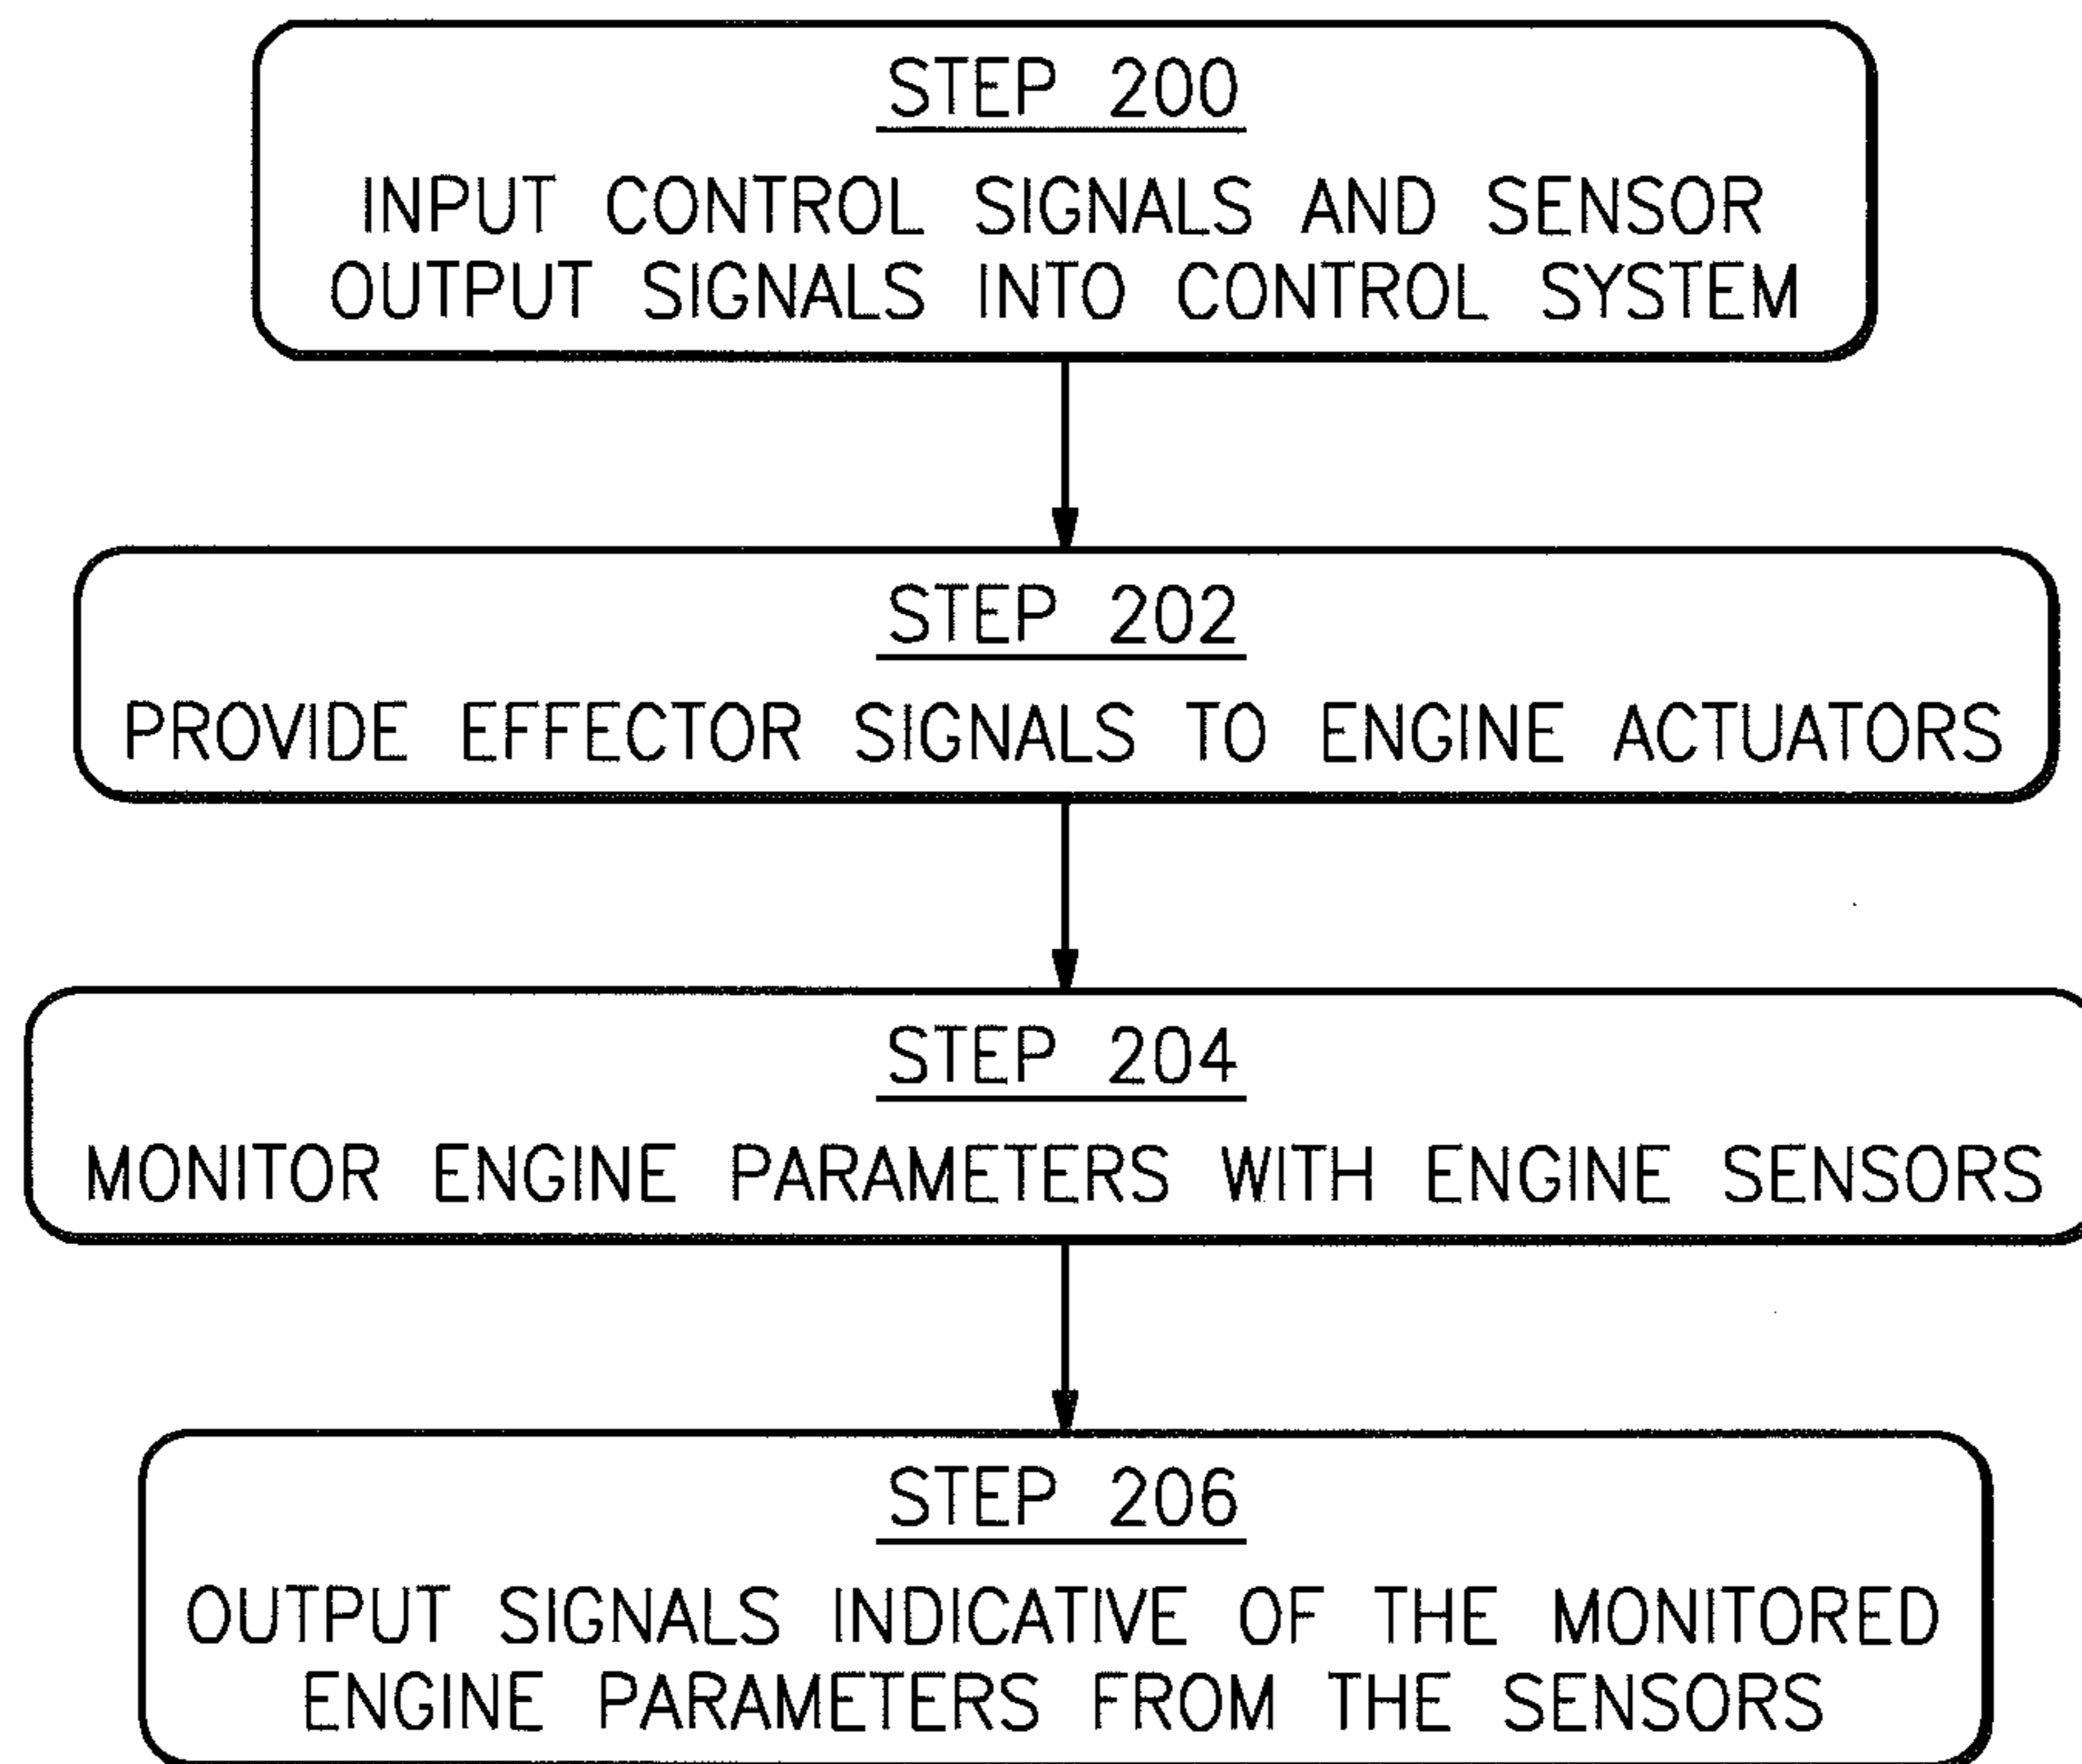 STEP 200
INPUT CONTROL SIGNALS AND SENSOR
OUTPUT SIGNALS INTO CONTROL SYSTEM
STEP 202
PROVIDE EFFECTOR SIGNALS TO ENGINE ACTUATORS
STEP 204
MONITOR ENGINE PARAMETERS WITH ENGINE SENSORS
STEP 206
OUTPUT SIGNALS INDICATIVE OF THE MONITORED
ENGINE PARAMETERS FROM THE SENSORS